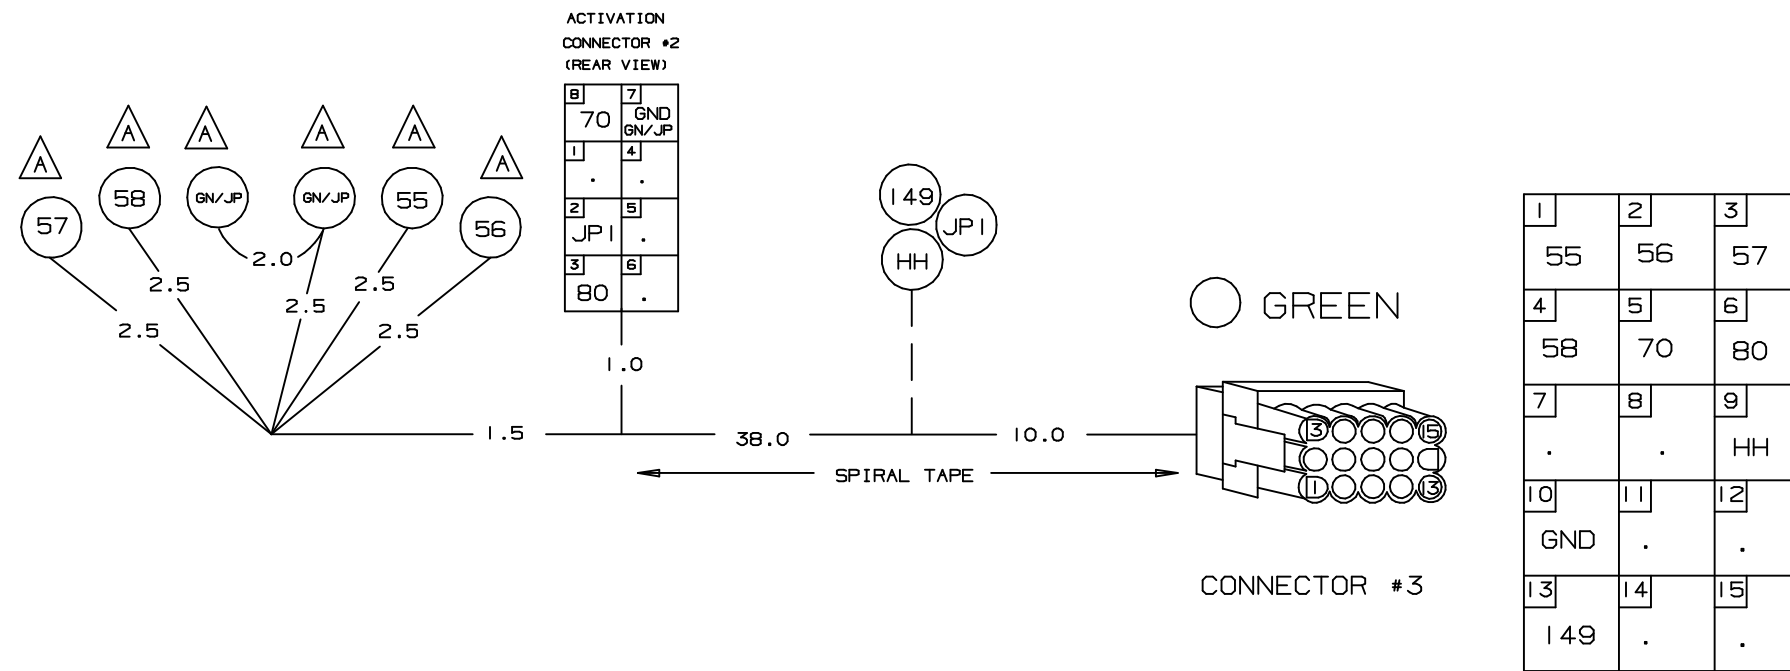 ACTIVATION
CONNECTOR #2
(REAR VIEW)
8 7
70 GND
GN/JP
1 4
. .
2 5
JP1 .
3 6
80 .
A A A A A A
57 58 GN/JP GN/JP 55 56
2.0
2.5 2.5 2.5 2.5 2.5
1.0
1.5
38.0
10.0
SPIRAL TAPE
149
JP1
HH
GREEN
3 15
1 13
CONNECTOR #3
1 2 3
55 56 57
4 5 6
58 70 80
7 8 9
. . HH
10 11 12
GND . .
13 14 15
149 . .